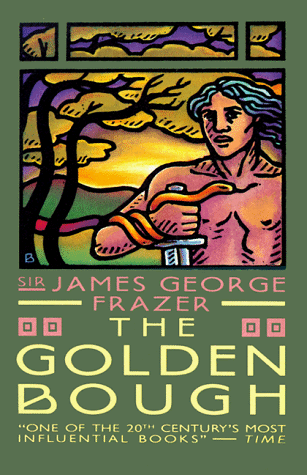 B
SIR JAMES GEORGE
FRAZER
THE
GOLDEN
BOUGH
"ONE OF THE 20TH CENTURY'S MOST
INFLUENTIAL BOOKS" — TIME